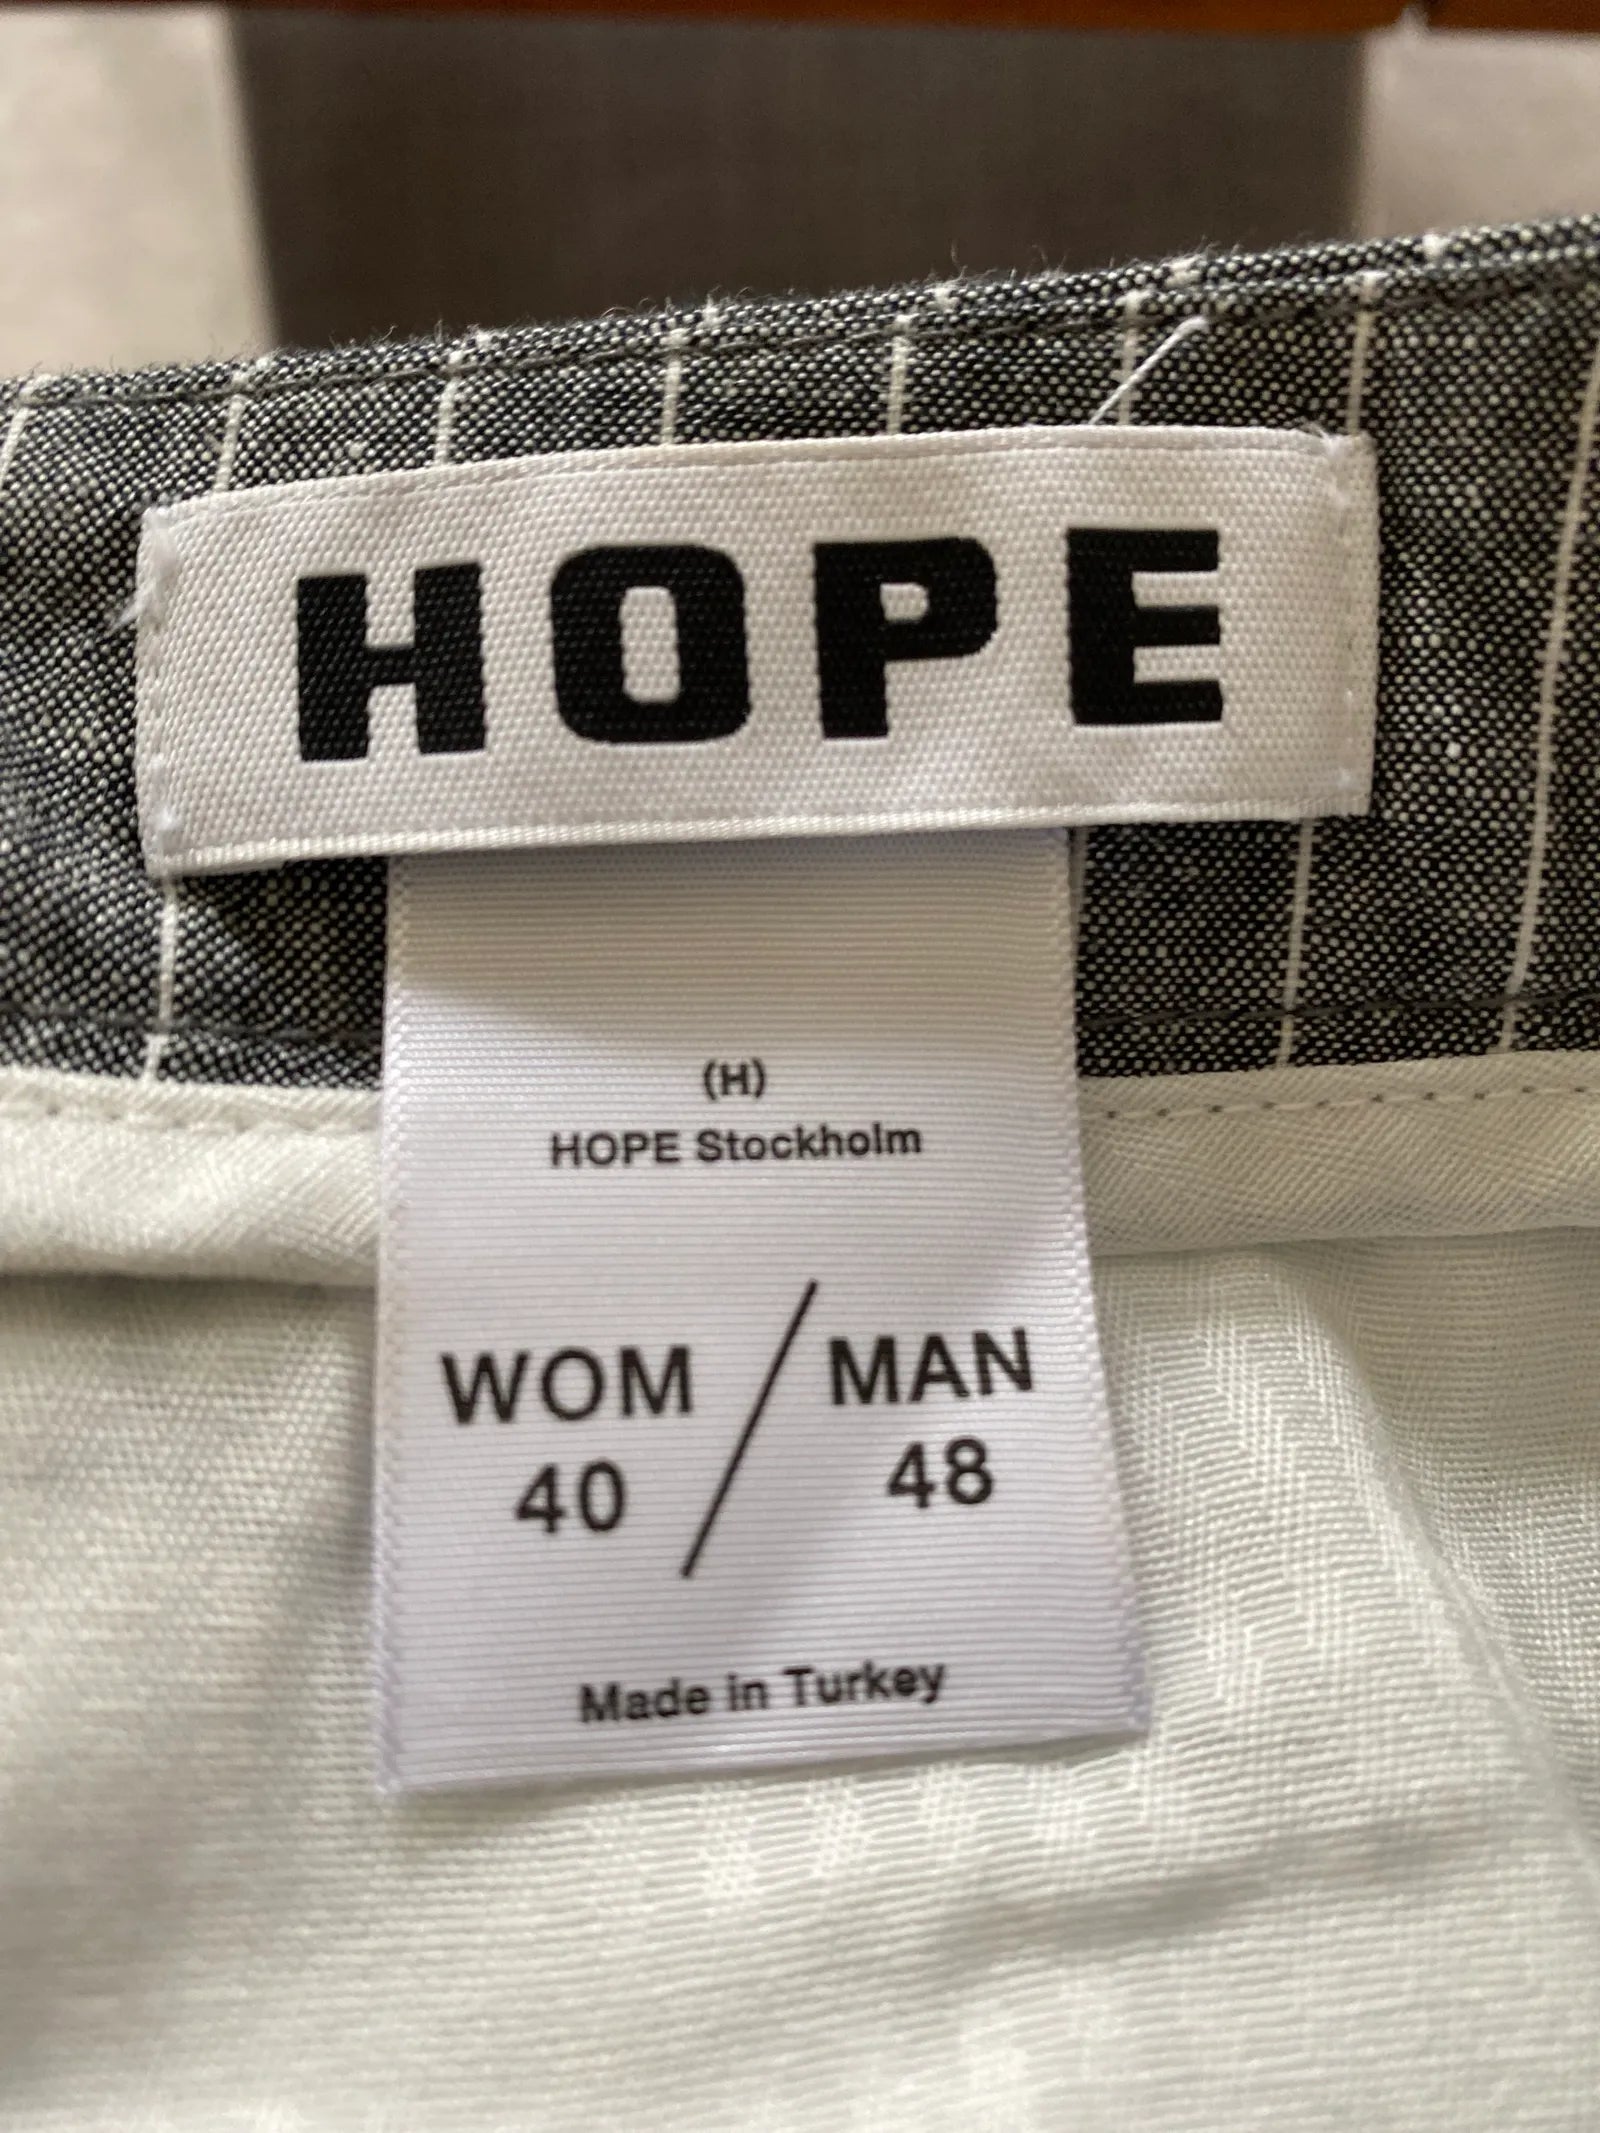 HOPE
(H)
HOPE Stockholm
WOM / MAN
40 48
Made in Turkey